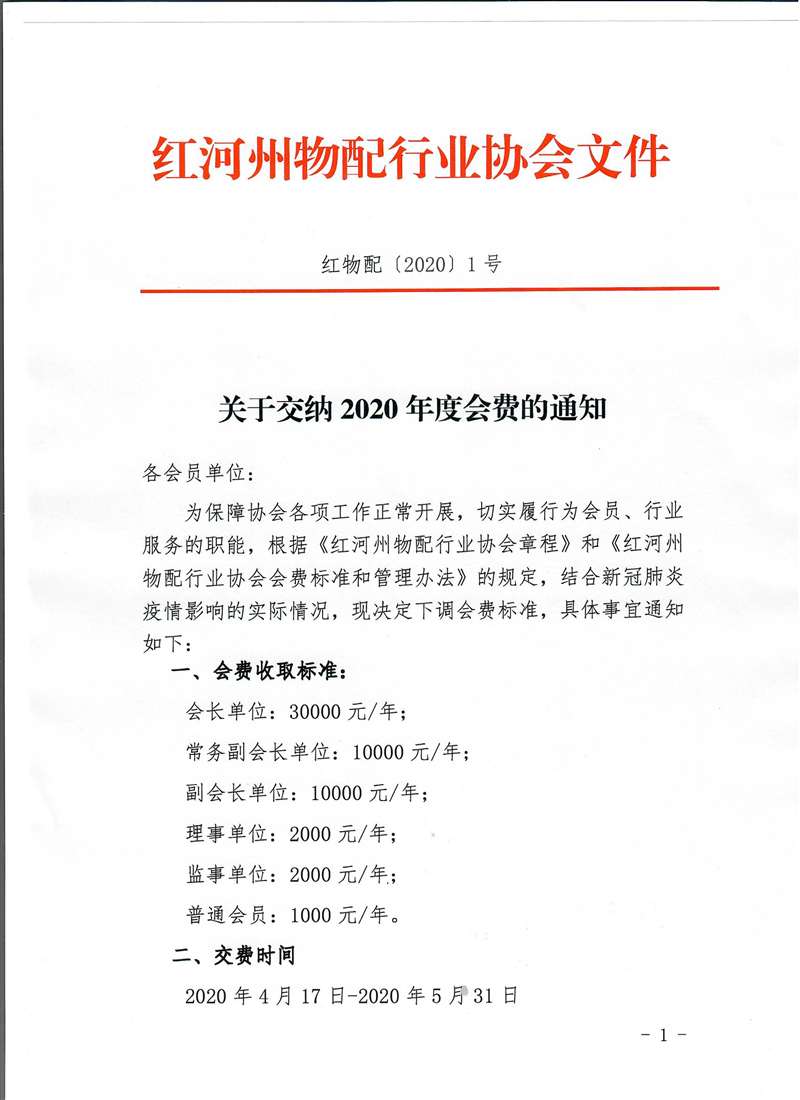 红河州物配行业协会文件
红物配〔2020〕1 号
关于交纳 2020 年度会费的通知
各会员单位：
为保障协会各项工作正常开展，切实履行为会员、行业
服务的职能，根据《红河州物配行业协会章程》和《红河州
物配行业协会会费标准和管理办法》的规定，结合新冠肺炎
疫情影响的实际情况，现决定下调会费标准，具体事宜通知
如下：
一、会费收取标准：
会长单位：30000 元/年；
常务副会长单位：10000 元/年；
副会长单位：10000 元/年；
理事单位：2000 元/年；
监事单位：2000 元/年；
普通会员：1000 元/年。
二、交费时间
2020 年 4 月 17 日-2020 年 5 月 31 日
- 1 -